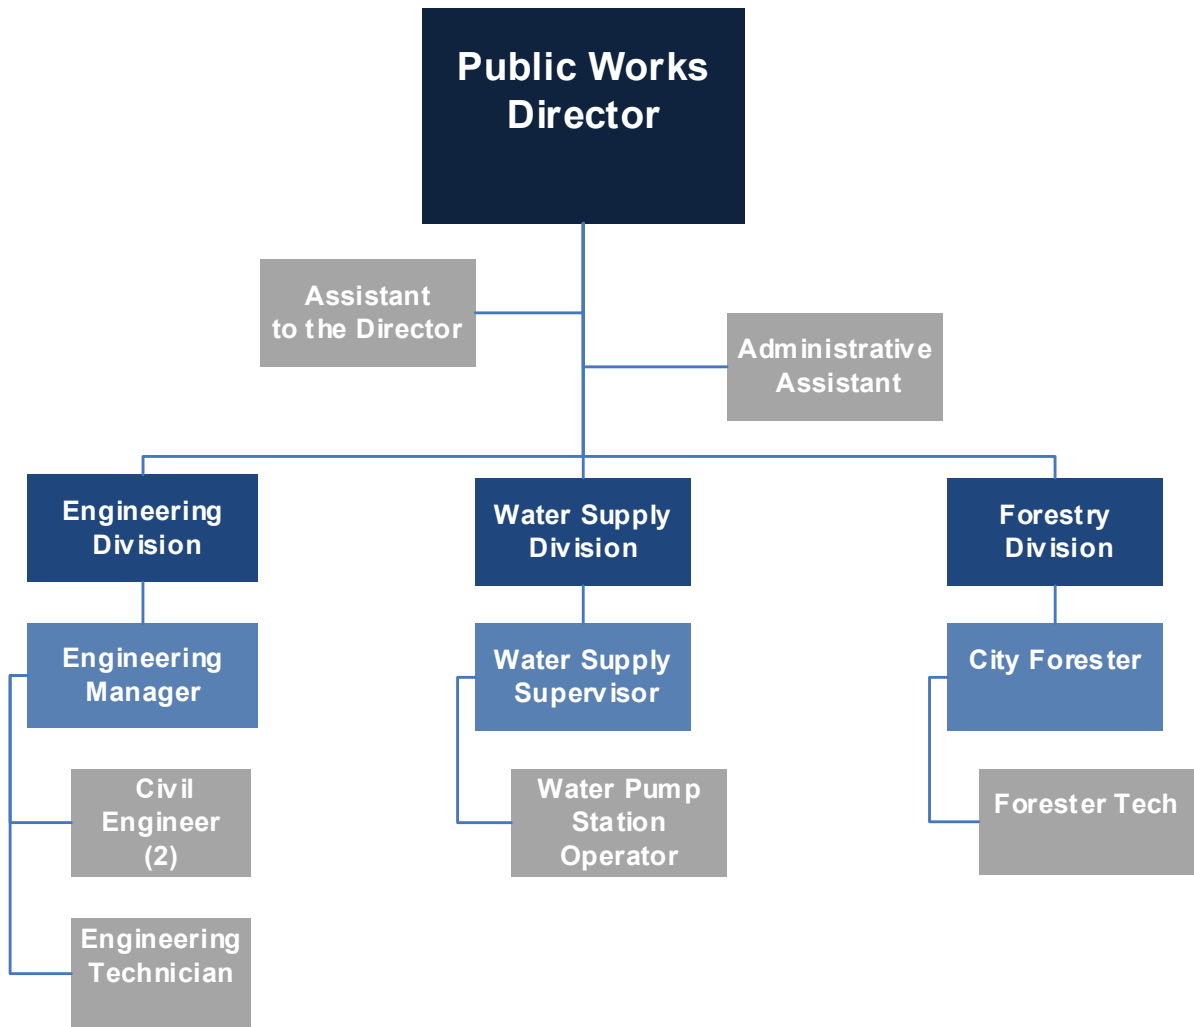 Public Works
Director
Assistant
to the Director
Administrative
Assistant
Engineering
Division
Water Supply
Division
Forestry
Division
Engineering
Manager
Water Supply
Supervisor
City Forester
Civil
Engineer
(2)
Water Pump
Station
Operator
Forester Tech
Engineering
Technician